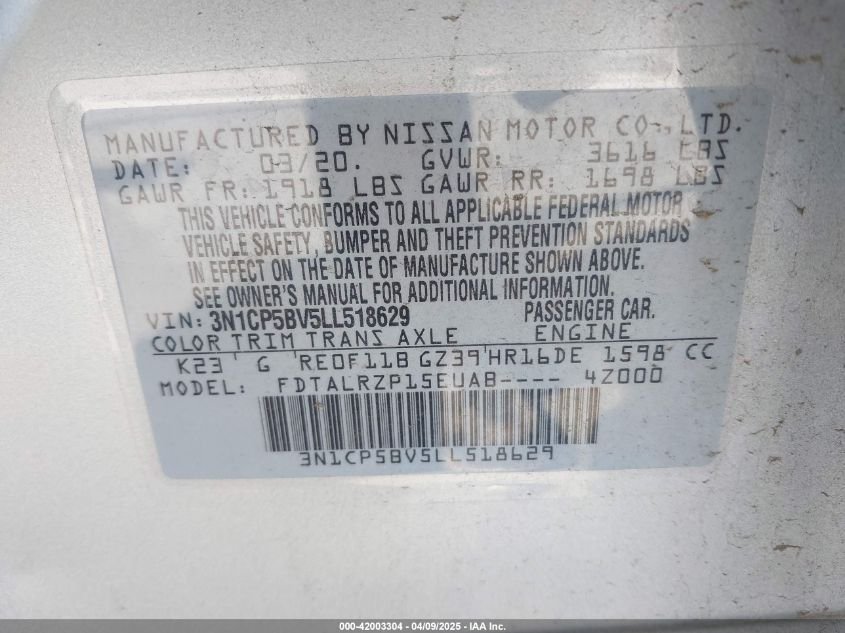 MANUFACTURED BY NISSAN MOTOR CO., LTD.
DATE: 03/20. GVWR: 3616 LBS
GAWR FR: 1918 LBS GAWR RR: 1698 LBS
THIS VEHICLE CONFORMS TO ALL APPLICABLE FEDERAL MOTOR
VEHICLE SAFETY, BUMPER AND THEFT PREVENTION STANDARDS
IN EFFECT ON THE DATE OF MANUFACTURE SHOWN ABOVE.
SEE OWNER'S MANUAL FOR ADDITIONAL INFORMATION.
VIN: 3N1CP5BV5LL518629 PASSENGER CAR.
COLOR TRIM TRANS AXLE ENGINE
K23 G RE0F11B GZ39 HR16DE 1598 CC
MODEL: FDTALRZP15EUAB---- 4Z000
3N1CP5BV5LL518629
000-42003304 - 04/09/2025 - IAA Inc.